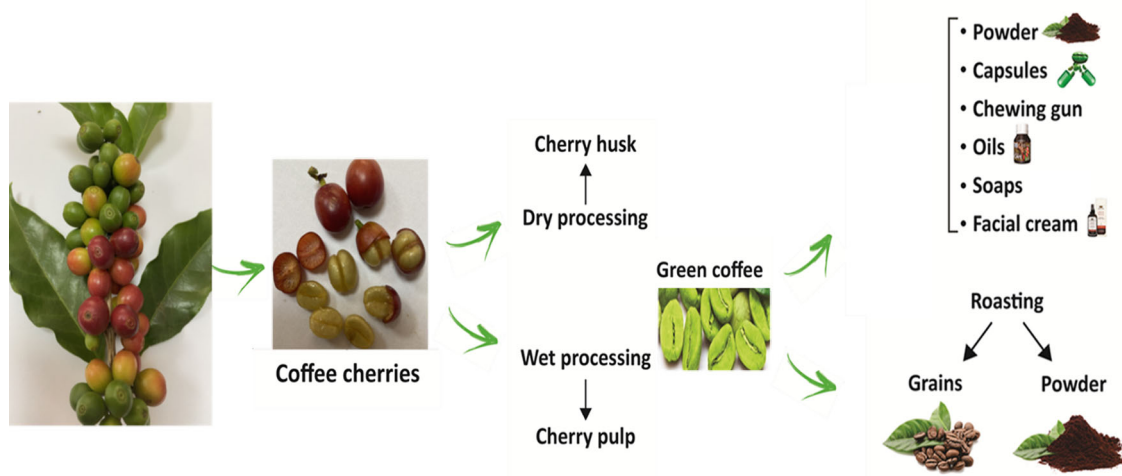 Coffee cherries
Cherry husk
Dry processing
Wet processing
Cherry pulp
Green coffee
• Powder
• Capsules
• Chewing gun
• Oils
• Soaps
• Facial cream
Roasting
Grains
Powder